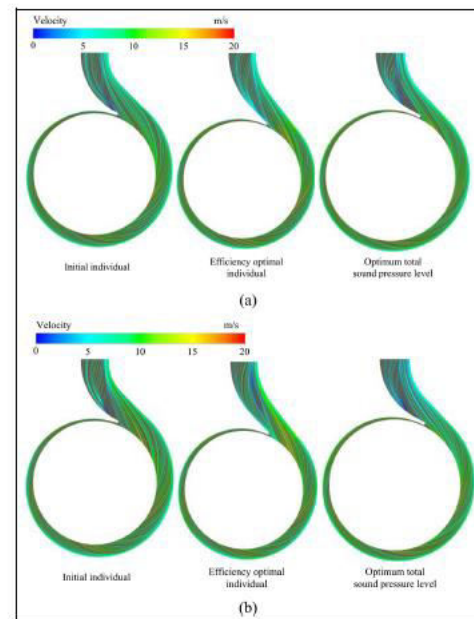 Velocity m/s
0 5 10 15 20
Initial individual
Efficiency optimal
individual
Optimum total
sound pressure level
(a)
Velocity m/s
0 5 10 15 20
Initial individual
Efficiency optimal
individual
Optimum total
sound pressure level
(b)